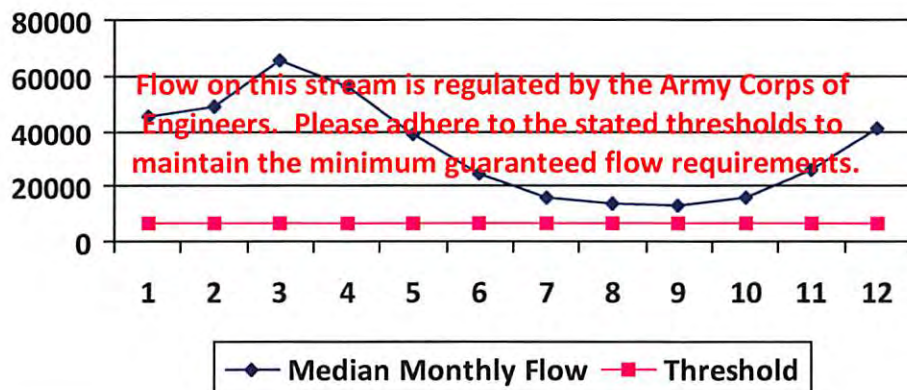 80000
60000
40000
20000
0
Flow on this stream is regulated by the Army Corps of
Engineers. Please adhere to the stated thresholds to
maintain the minimum guaranteed flow requirements.
1 2 3 4 5 6 7 8 9 10 11 12
Median Monthly Flow Threshold